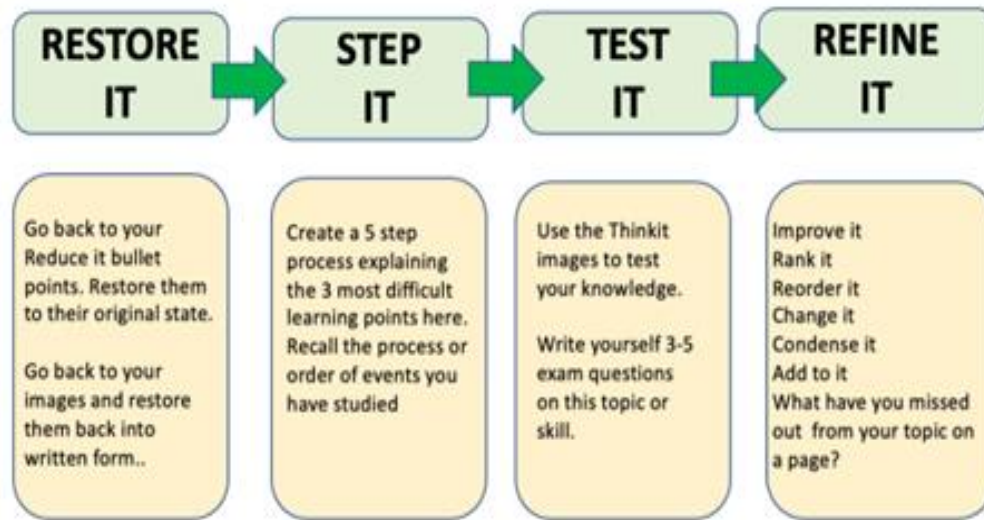 RESTORE
IT
STEP
IT
TEST
IT
REFINE
IT
Go back to your
Reduce it bullet
points. Restore them
to their original state.
Go back to your
images and restore
them back into
written form..
Create a 5 step
process explaining
the 3 most difficult
learning points here.
Recall the process or
order of events you
have studied
Use the Thinkit
images to test
your knowledge.
Write yourself 3-5
exam questions
on this topic or
skill.
Improve it
Rank it
Reorder it
Change it
Condense it
Add to it
What have you missed
out from your topic on
a page?